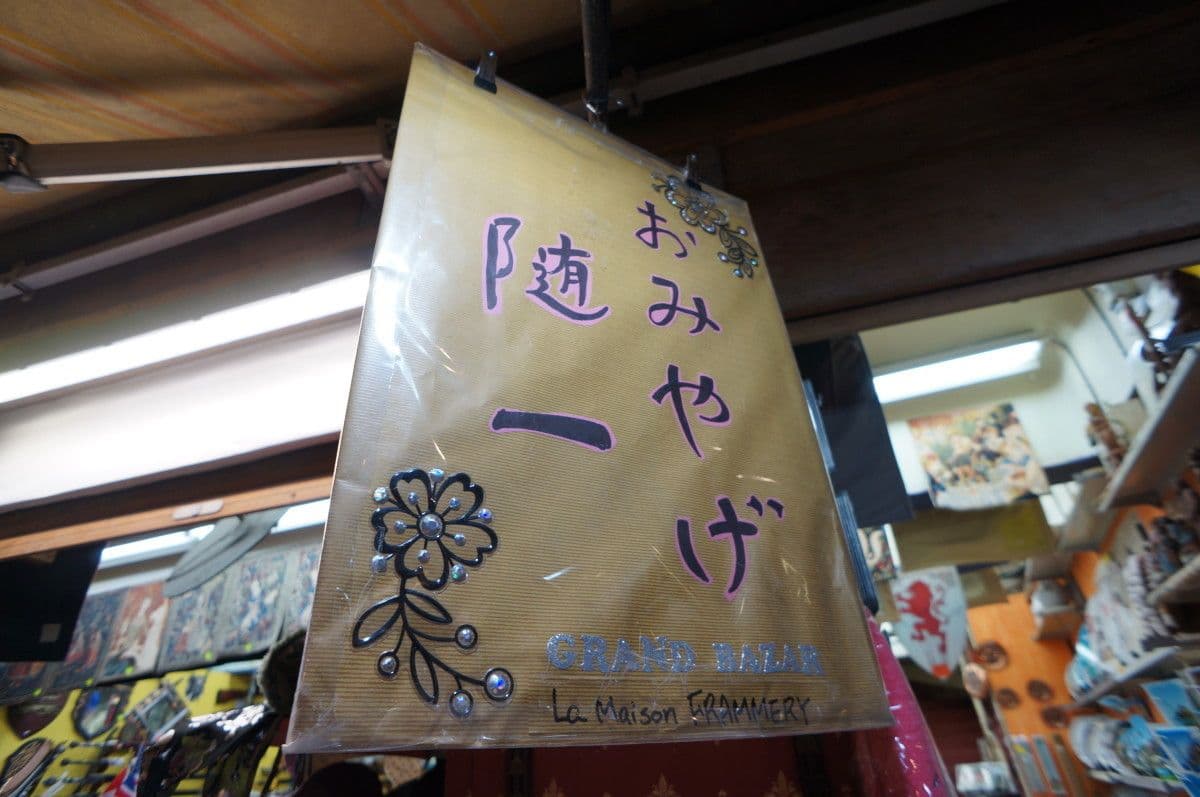 おみやげ
随一
GRAND BAZAR
La Maison FRAMMERY